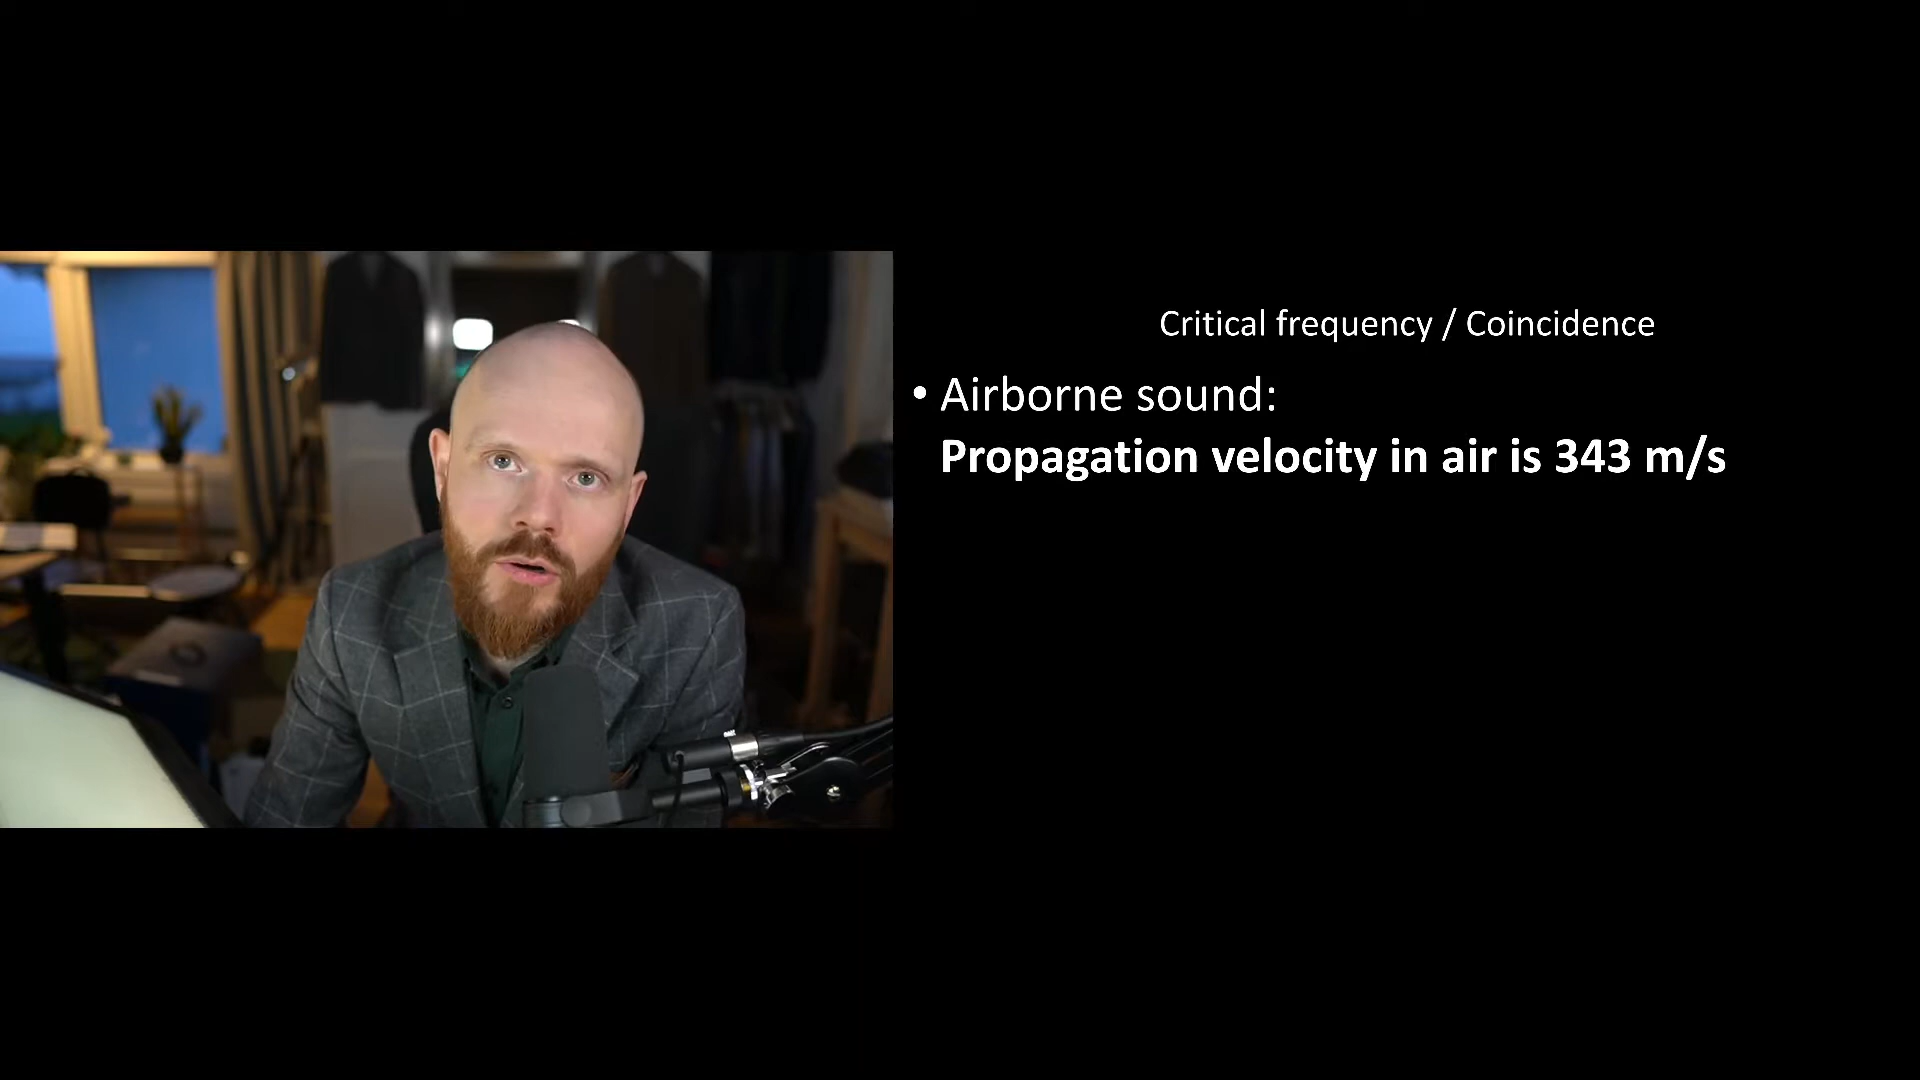 Critical frequency / Coincidence
• Airborne sound:
Propagation velocity in air is 343 m/s